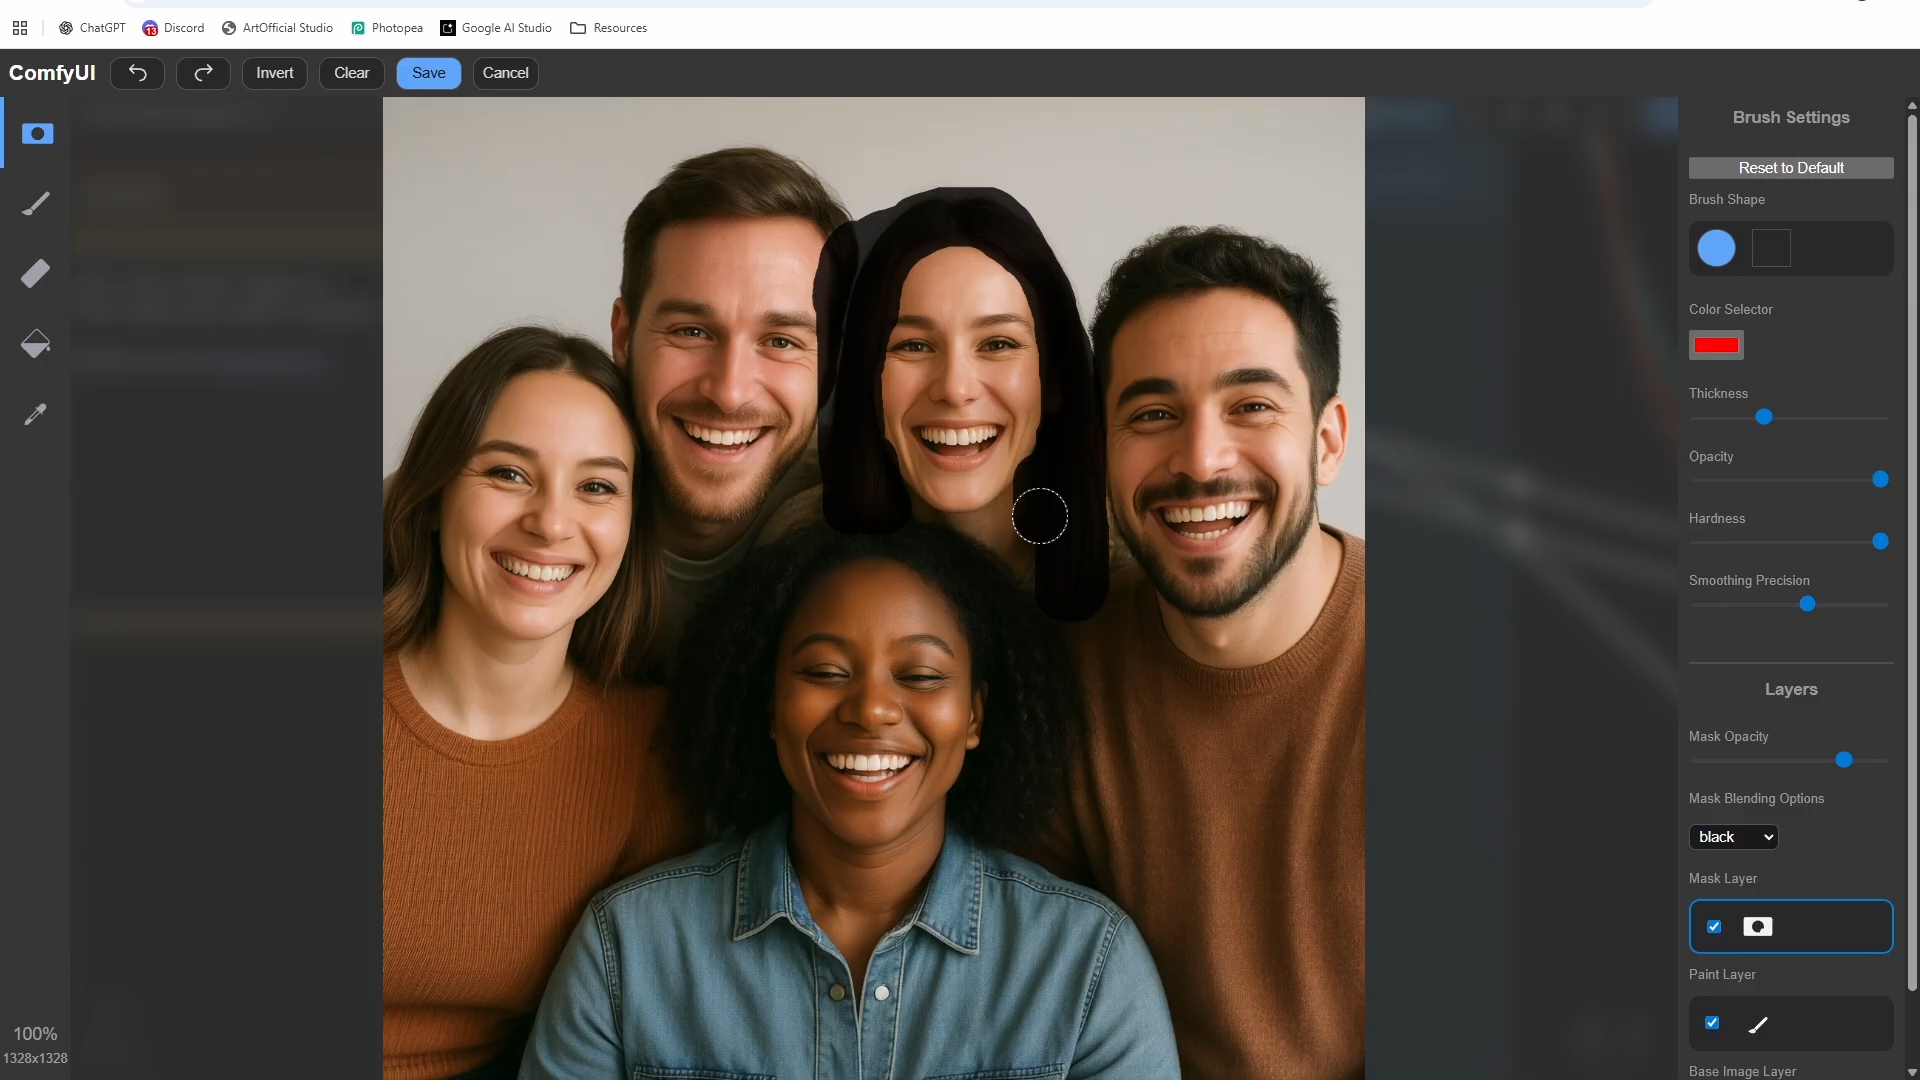 ChatGPT
13
Discord
ArtOfficial Studio
Photopea
Google AI Studio
Resources
ComfyUI
Invert
Clear
Save
Cancel
Brush Settings
Reset to Default
Brush Shape
Color Selector
Thickness
Opacity
Hardness
Smoothing Precision
Layers
Mask Opacity
Mask Blending Options
black
Mask Layer
Paint Layer
Base Image Layer
100%
1328x1328